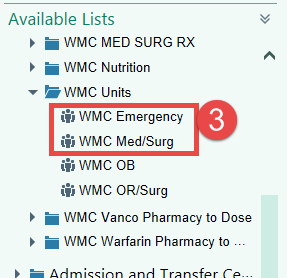 Available Lists
WMC MED SURG RX
WMC Nutrition
WMC Units
WMC Emergency
3
WMC Med/Surg
WMC OB
WMC OR/Surg
WMC Vanco Pharmacy to Dose
WMC Warfarin Pharmacy to ...
Admission and Transfer Ce...